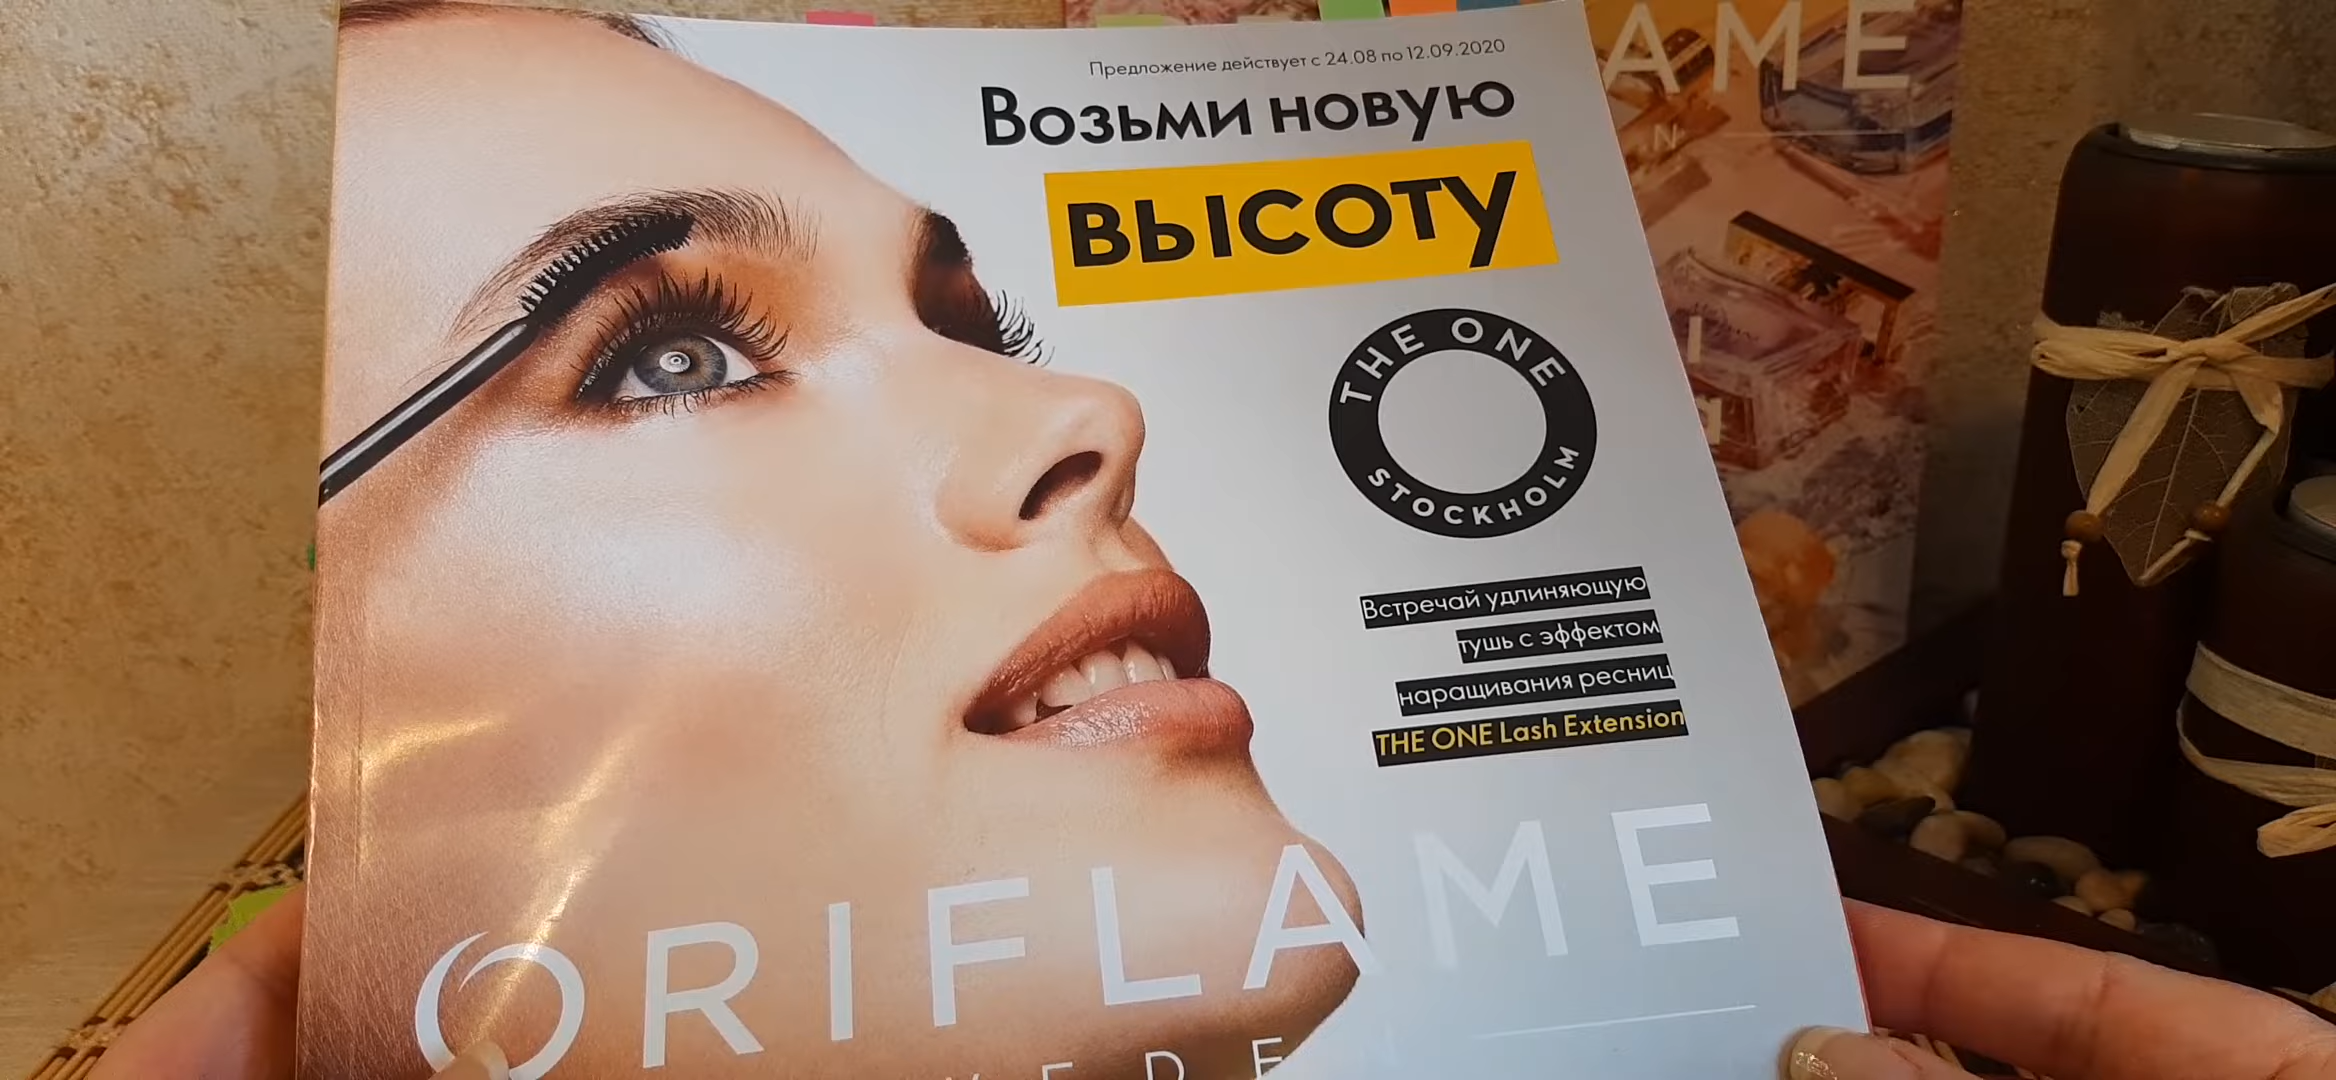 Предложение действует с 24.08 по 12.09.2020
Возьми новую
высоту
THE ONE
STOCKHOLM
Встречай удлиняющую
тушь с эффектом
наращивания ресниц
THE ONE Lash Extension
ORIFLAME